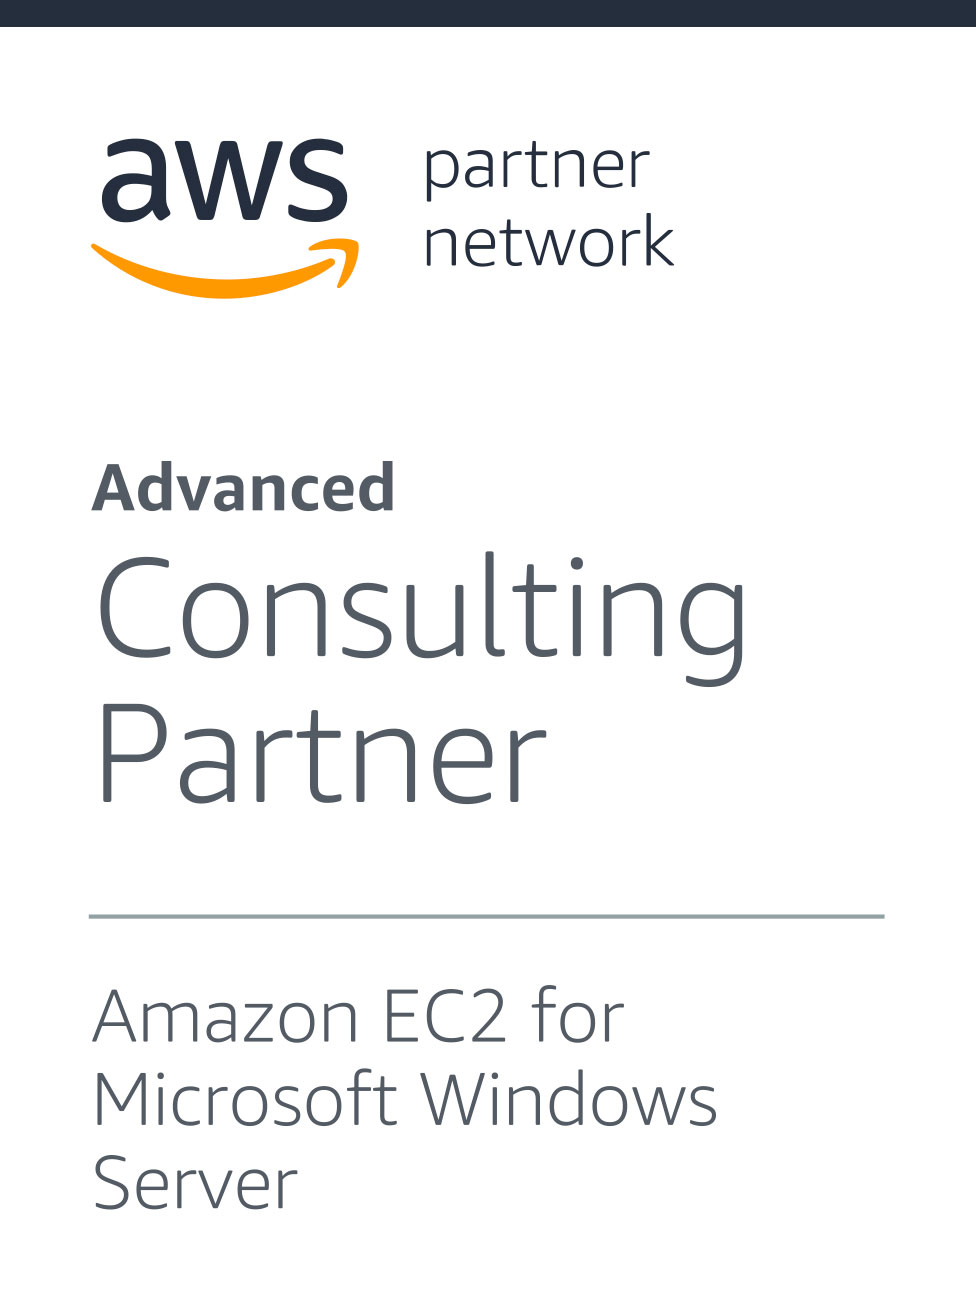 aws
partner
network
Advanced
Consulting
Partner
Amazon EC2 for
Microsoft Windows
Server